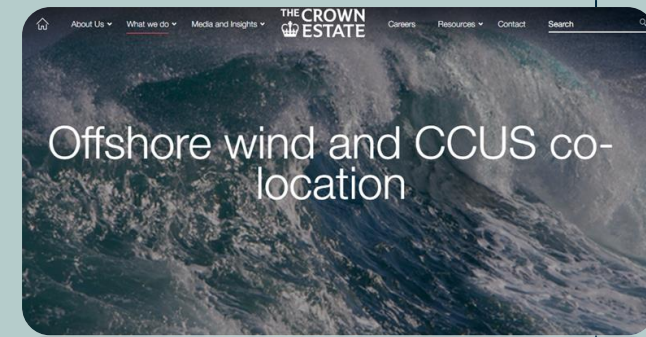 About Us
What we do
Media and Insights
THE CROWN
ESTATE
Careers
Resources
Contact
Search
Offshore wind and CCUS co-
location